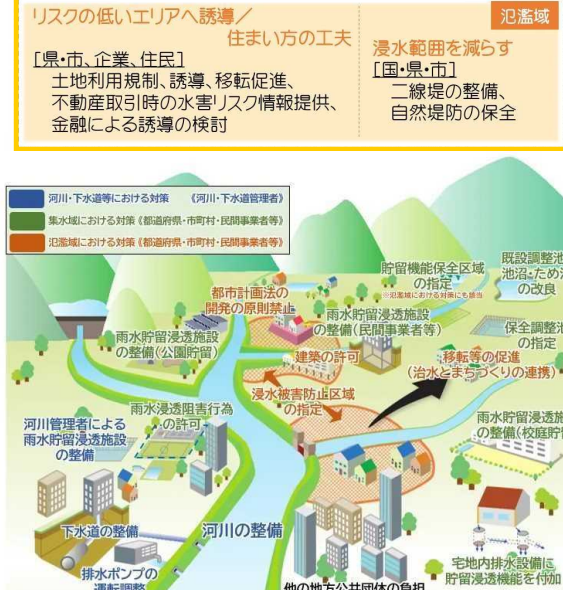 リスクの低いエリアへ誘導／
住まい方の工夫
［県・市、企業、住民］
土地利用規制、誘導、移転促進、
不動産取引時の水害リスク情報提供、
金融による誘導の検討
氾濫域
浸水範囲を減らす
［国・県・市］
二線堤の整備、
自然堤防の保全
河川・下水道等における対策 《河川・下水道管理者》
集水域における対策《都道府県・市町村・民間事業者等》
氾濫域における対策《都道府県・市町村・民間事業者等》
貯留機能保全区域
の指定
※氾濫域における対策にも該当
既設調整池
池沼・ため池
の改良
都市計画法の
開発の原則禁止
雨水貯留浸透施設
の整備(民間事業者等)
保全調整池
の指定
雨水貯留浸透施設
の整備(公園貯留)
建築の許可
移転等の促進
(治水とまちづくりの連携)
浸水被害防止区域
の指定
雨水浸透阻害行為
の許可
河川管理者による
雨水貯留浸透施設
の整備
雨水貯留浸透施
の整備(校庭貯
下水道の整備
河川の整備
排水ポンプの
運転調整
宅地内排水設備に
貯留浸透機能を付加
他の地方公共団体の負担